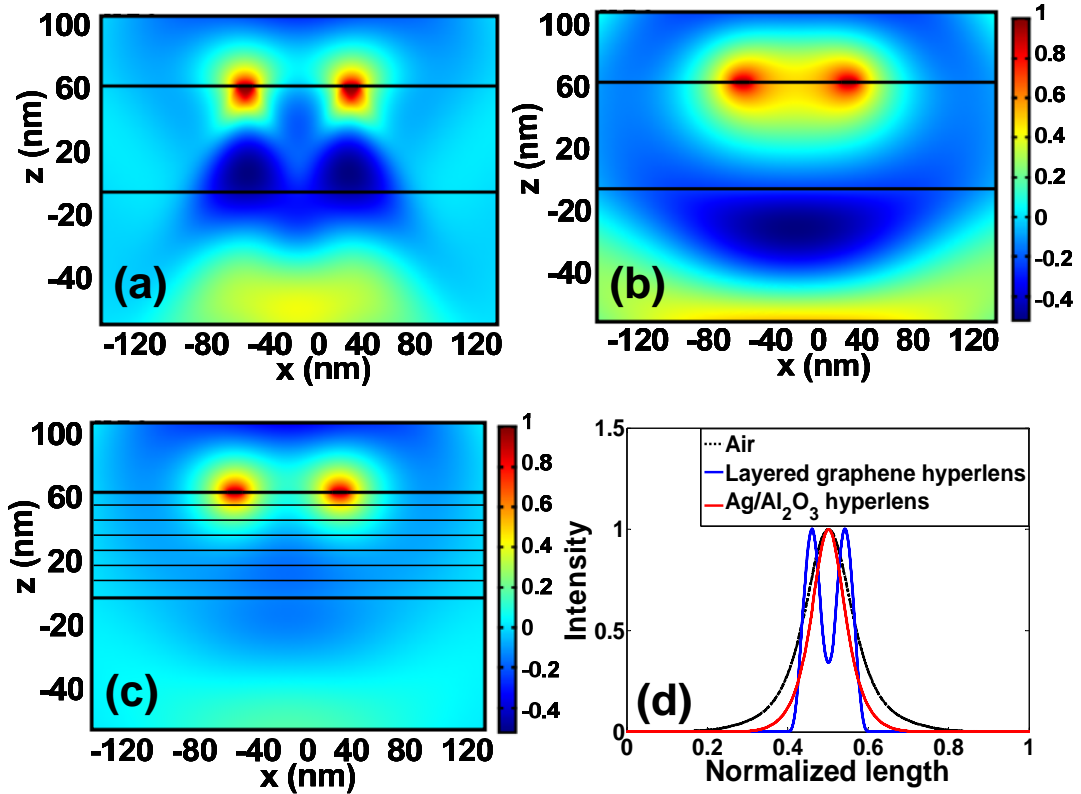 100
60
20
-20
-40
z (nm)
(a)
-120 -80 -40 0 40 80 120
x (nm)
100
60
20
-20
-40
z (nm)
(b)
-120 -80 -40 0 40 80 120
x (nm)
1
0.8
0.6
0.4
0.2
0
-0.2
-0.4
100
60
20
-20
-40
z (nm)
(c)
-120 -80 -40 0 40 80 120
x (nm)
1
0.8
0.6
0.4
0.2
0
-0.2
-0.4
1.5
1
0.5
0
Intensity
Air
Layered graphene hyperlens
Ag/Al₂O₃ hyperlens
(d)
0 0.2 0.4 0.6 0.8 1
Normalized length